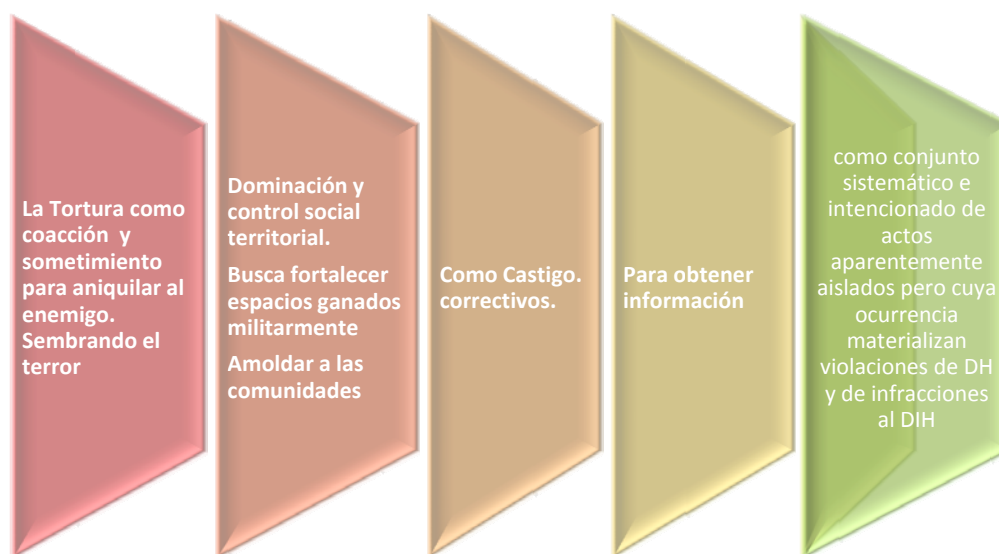 La Tortura como
coacción y
sometimiento
para aniquilar al
enemigo.
Sembrando el
terror
Dominación y
control social
territorial.
Busca fortalecer
espacios ganados
militarmente
Amoldar a las
comunidades
Como Castigo.
correctivos.
Para obtener
información
como conjunto
sistemático e
intencionado de
actos
aparentemente
aislados pero cuya
ocurrencia
materializan
violaciones de DH
y de infracciones
al DIH